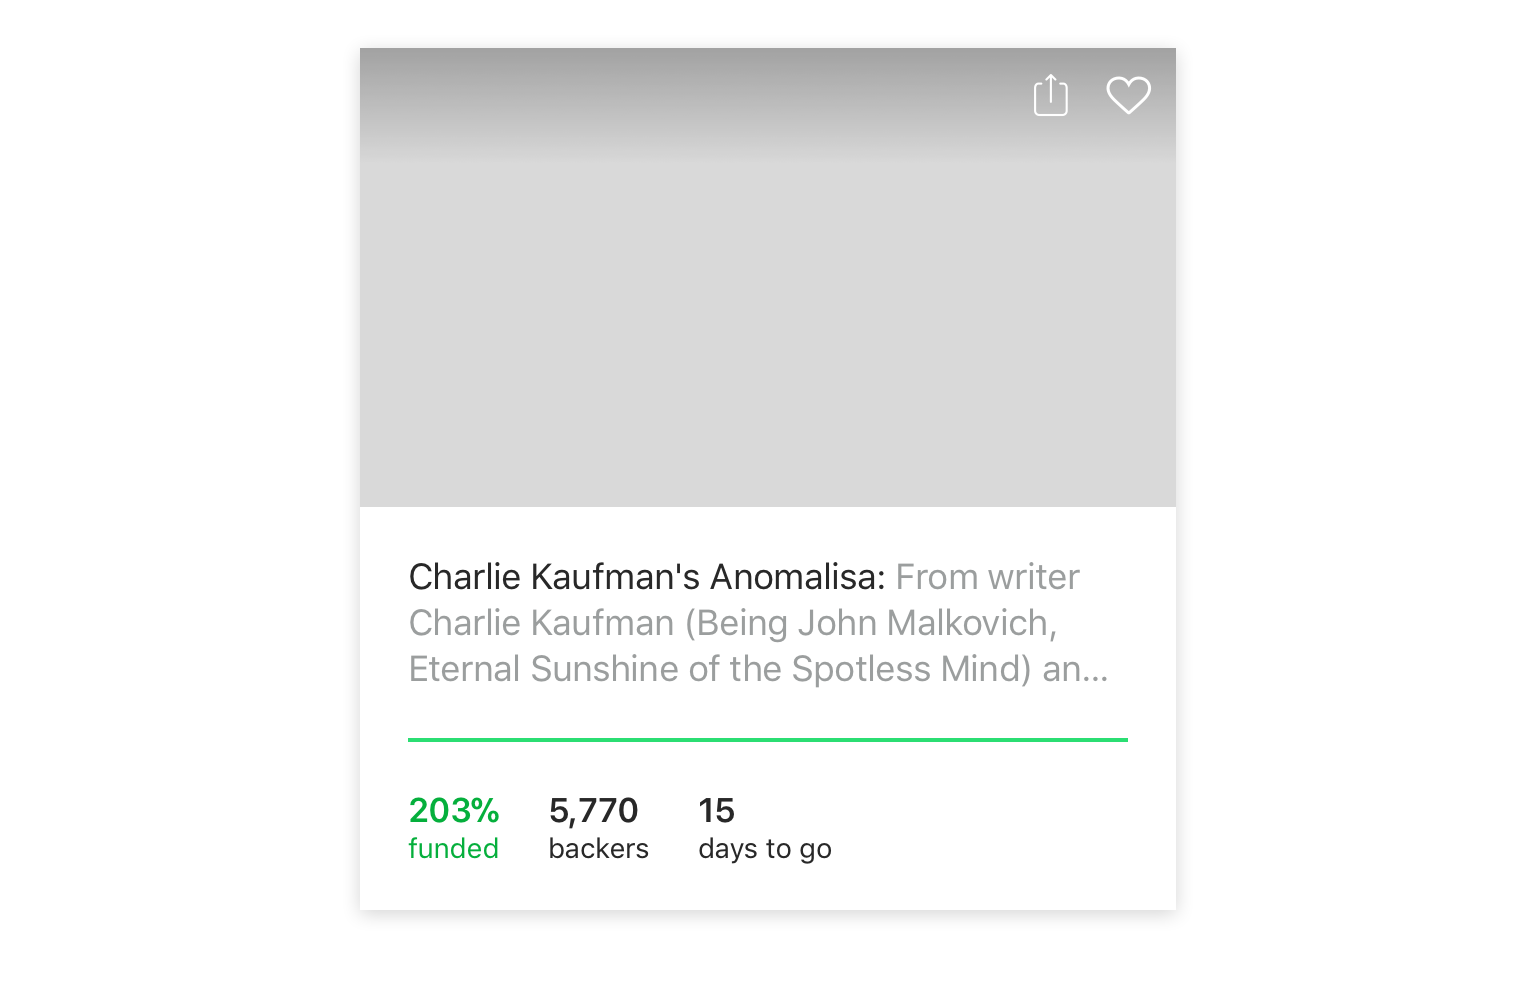 Charlie Kaufman's Anomalisa: From writer
Charlie Kaufman (Being John Malkovich,
Eternal Sunshine of the Spotless Mind) an...
203% 5,770 15
funded backers days to go